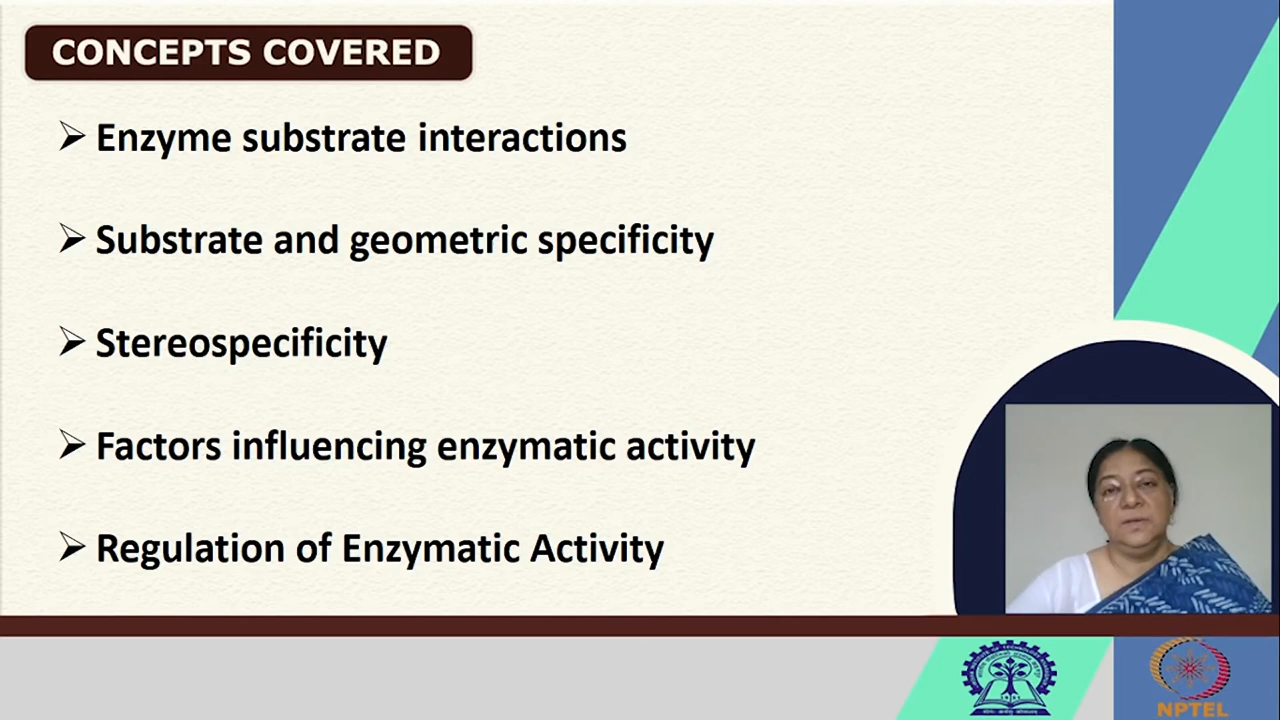 CONCEPTS COVERED
➢ Enzyme substrate interactions
➢ Substrate and geometric specificity
➢ Stereospecificity
➢ Factors influencing enzymatic activity
➢ Regulation of Enzymatic Activity
NPTEL